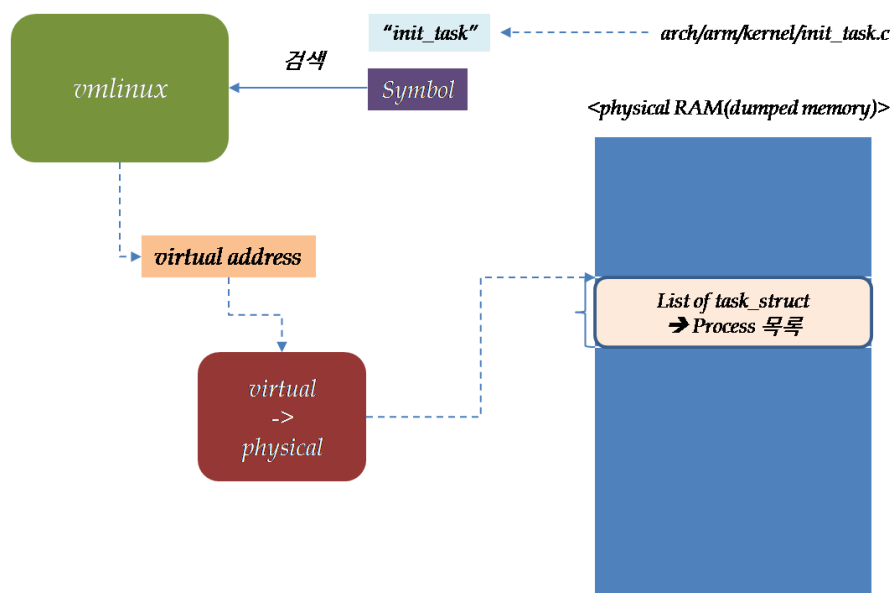 "init_task"
arch/arm/kernel/init_task.c
검색
vmlinux
Symbol
<physical RAM(dumped memory)>
virtual address
List of task_struct
➔ Process 목록
virtual
->
physical